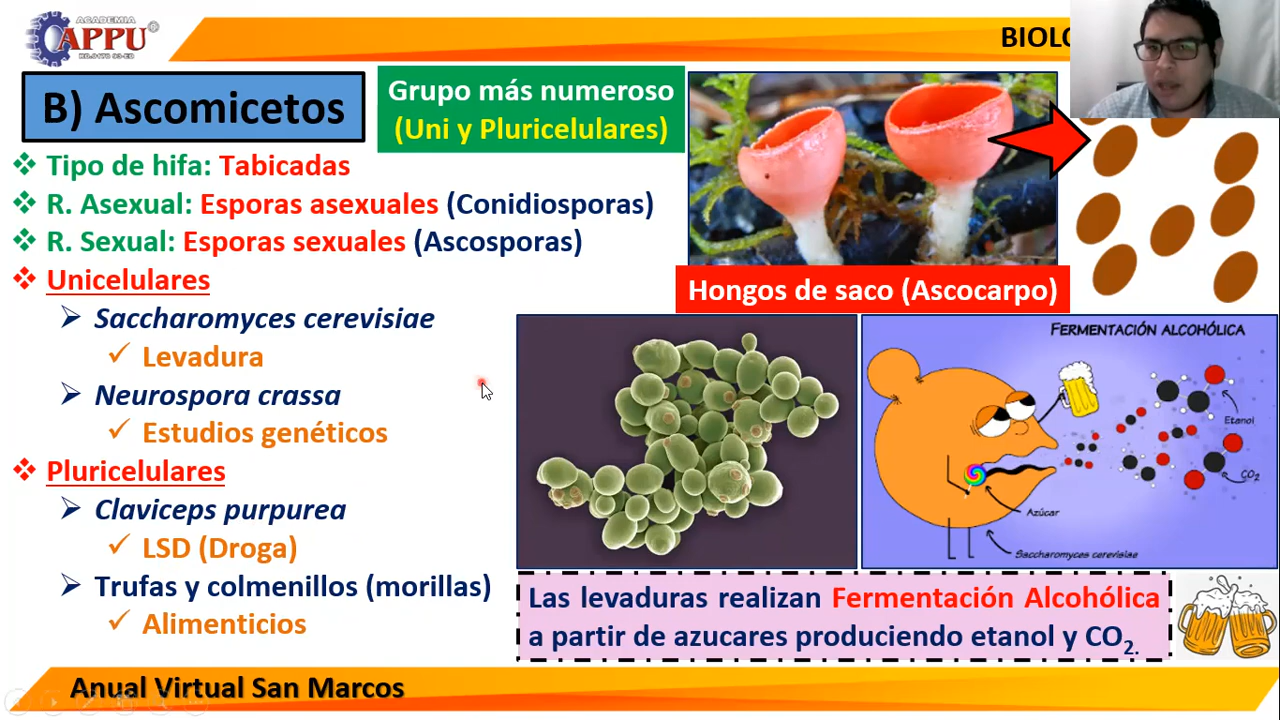 ACADEMIA
APPU
BIOLO
B) Ascomicetos
Grupo más numeroso
(Uni y Pluricelulares)
Tipo de hifa: Tabicadas
R. Asexual: Esporas asexuales (Conidiosporas)
R. Sexual: Esporas sexuales (Ascosporas)
Unicelulares
Saccharomyces cerevisiae
Levadura
Neurospora crassa
Estudios genéticos
Pluricelulares
Claviceps purpurea
LSD (Droga)
Trufas y colmenillos (morillas)
Alimenticios
Hongos de saco (Ascocarpo)
FERMENTACIÓN ALCOHÓLICA
Etanol
CO2
Azúcar
Saccharomyces cerevisiae
Las levaduras realizan Fermentación Alcohólica
a partir de azucares produciendo etanol y CO2.
Anual Virtual San Marcos